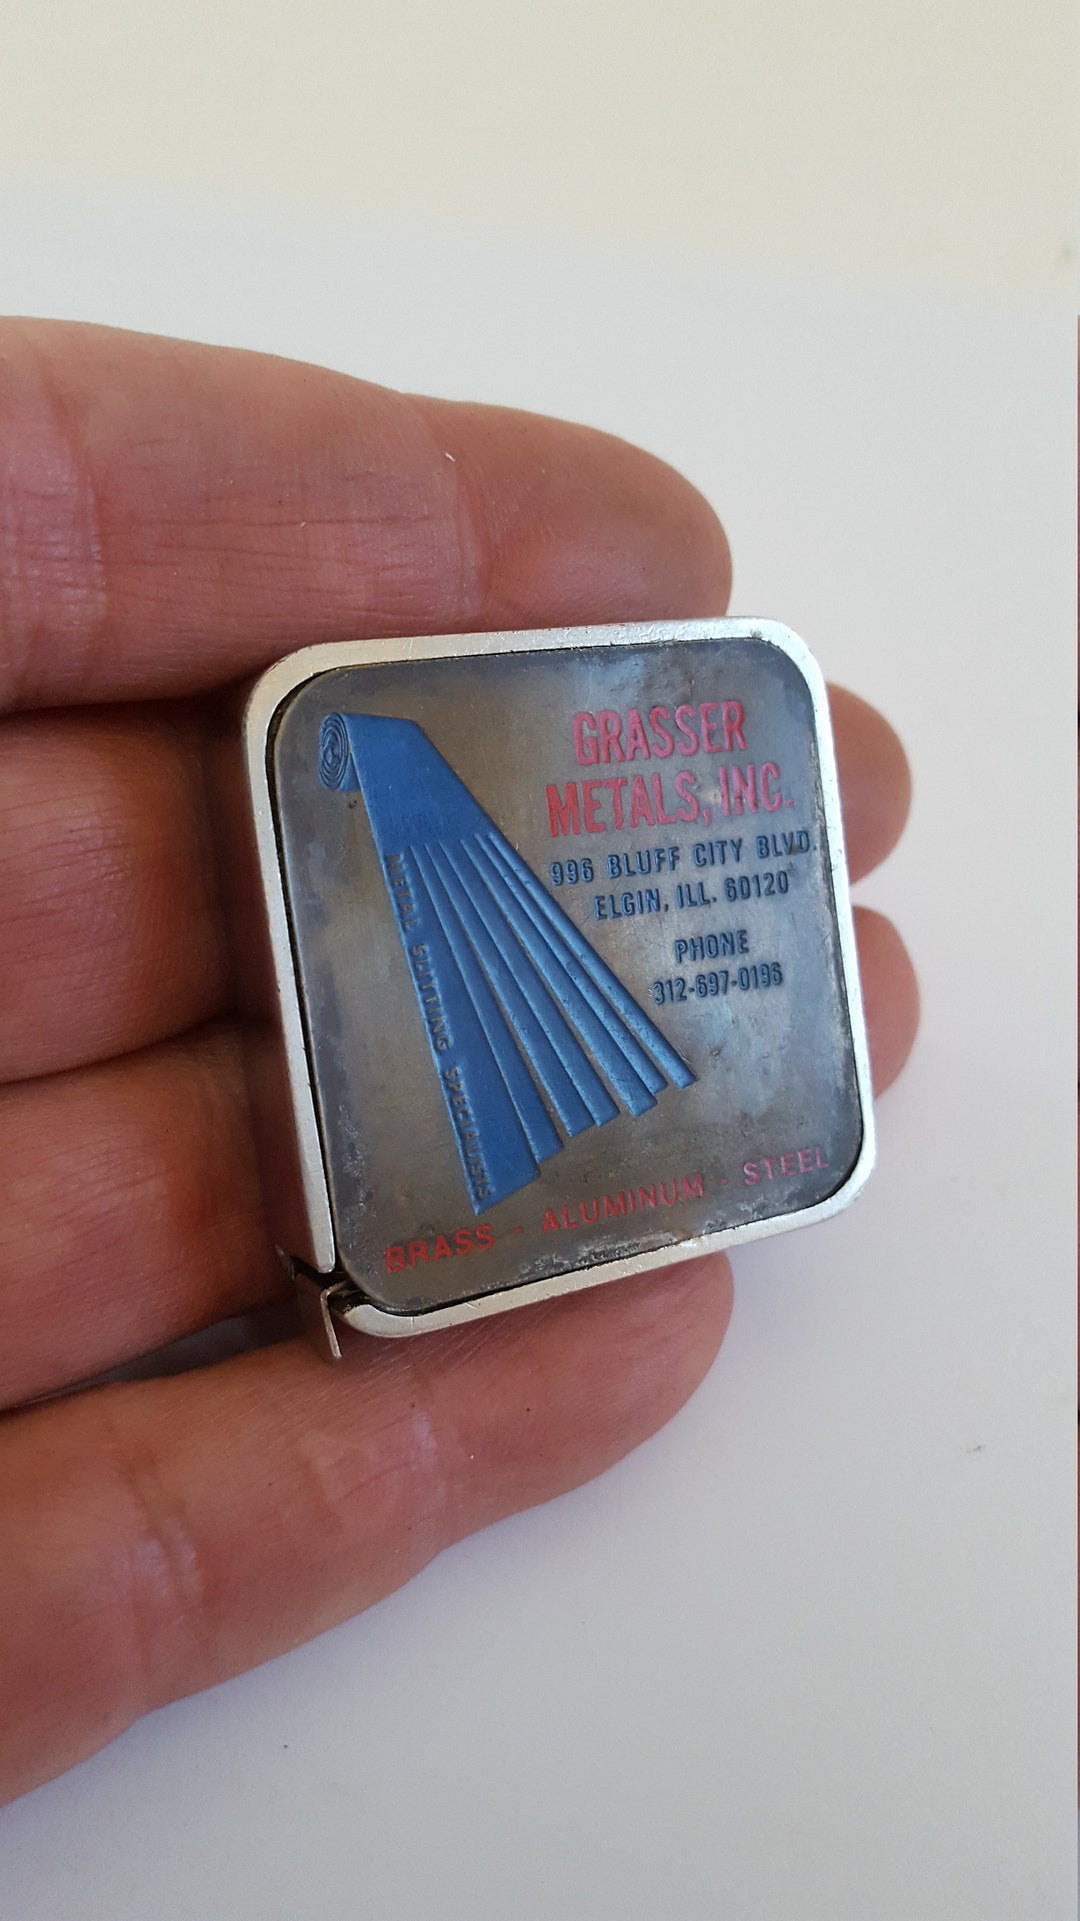 GRASSER
METALS, INC.
996 BLUFF CITY BLVD.
ELGIN, ILL. 60120
PHONE
312-697-0196
METAL SLITTING SPECIALISTS
BRASS - ALUMINUM - STEEL